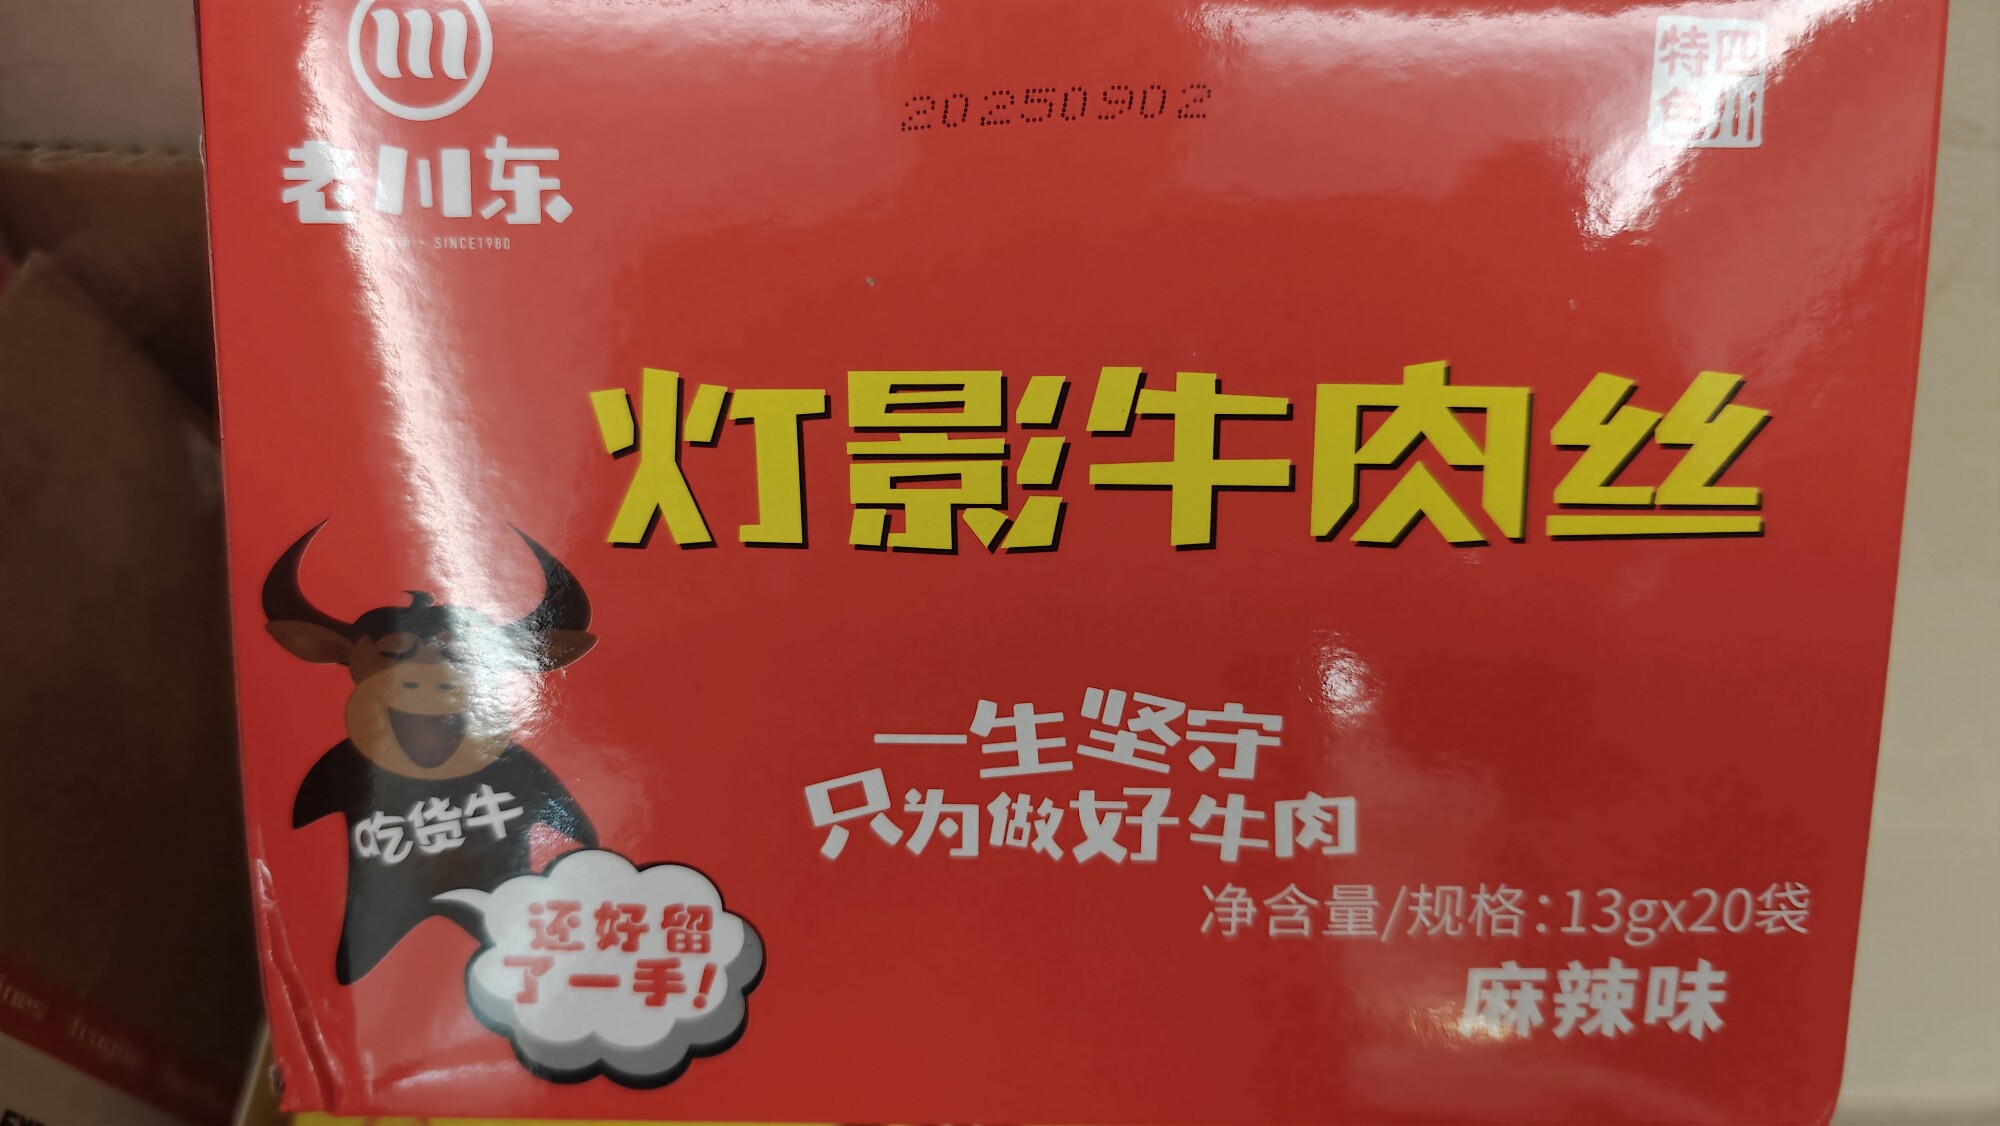 20250902
四川
特色
老川东
SINCE1980
灯影牛肉丝
一生坚守
只为做好牛肉
吃货牛
还好留
了一手!
净含量/规格:13gx20袋
麻辣味